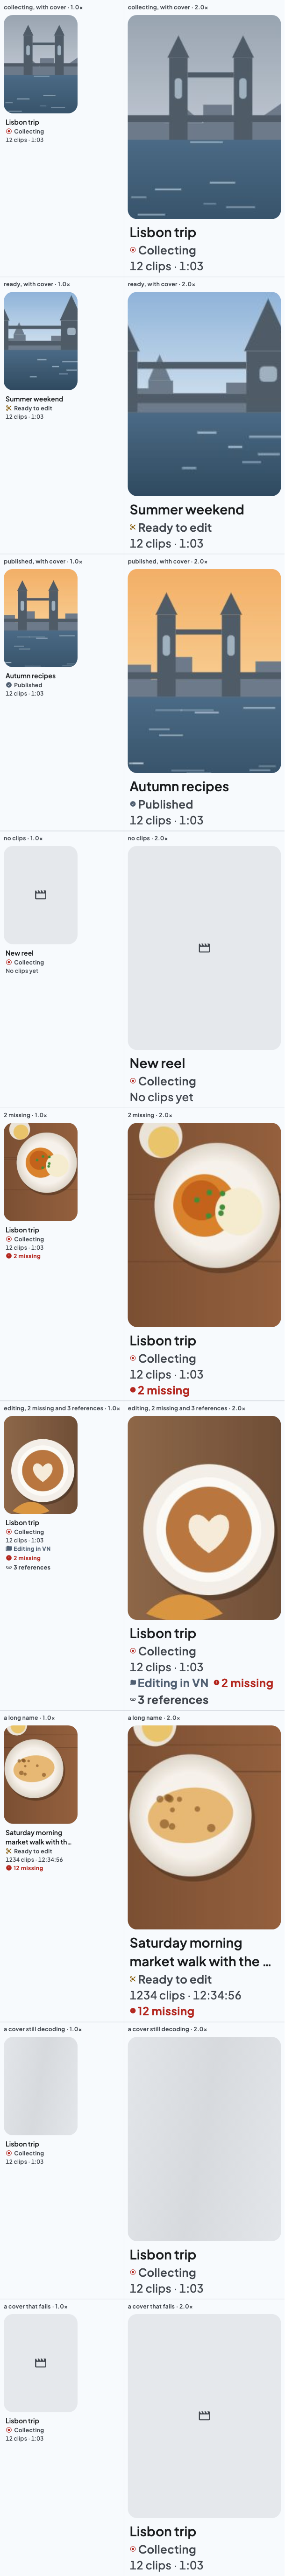 collecting, with cover · 1.0×
collecting, with cover · 2.0×
Lisbon trip
Collecting
12 clips · 1:03
Lisbon trip
Collecting
12 clips · 1:03
ready, with cover · 1.0×
ready, with cover · 2.0×
Summer weekend
Ready to edit
12 clips · 1:03
Summer weekend
Ready to edit
12 clips · 1:03
published, with cover · 1.0×
published, with cover · 2.0×
Autumn recipes
Published
12 clips · 1:03
Autumn recipes
Published
12 clips · 1:03
no clips · 1.0×
no clips · 2.0×
New reel
Collecting
No clips yet
New reel
Collecting
No clips yet
2 missing · 1.0×
2 missing · 2.0×
Lisbon trip
Collecting
12 clips · 1:03
2 missing
Lisbon trip
Collecting
12 clips · 1:03
2 missing
editing, 2 missing and 3 references · 1.0×
editing, 2 missing and 3 references · 2.0×
Lisbon trip
Collecting
12 clips · 1:03
Editing in VN
2 missing
3 references
Lisbon trip
Collecting
12 clips · 1:03
Editing in VN 2 missing
3 references
a long name · 1.0×
a long name · 2.0×
Saturday morning
market walk with th…
Ready to edit
1234 clips · 12:34:56
12 missing
Saturday morning
market walk with the …
Ready to edit
1234 clips · 12:34:56
12 missing
a cover still decoding · 1.0×
a cover still decoding · 2.0×
Lisbon trip
Collecting
12 clips · 1:03
Lisbon trip
Collecting
12 clips · 1:03
a cover that fails · 1.0×
a cover that fails · 2.0×
Lisbon trip
Collecting
12 clips · 1:03
Lisbon trip
Collecting
12 clips · 1:03